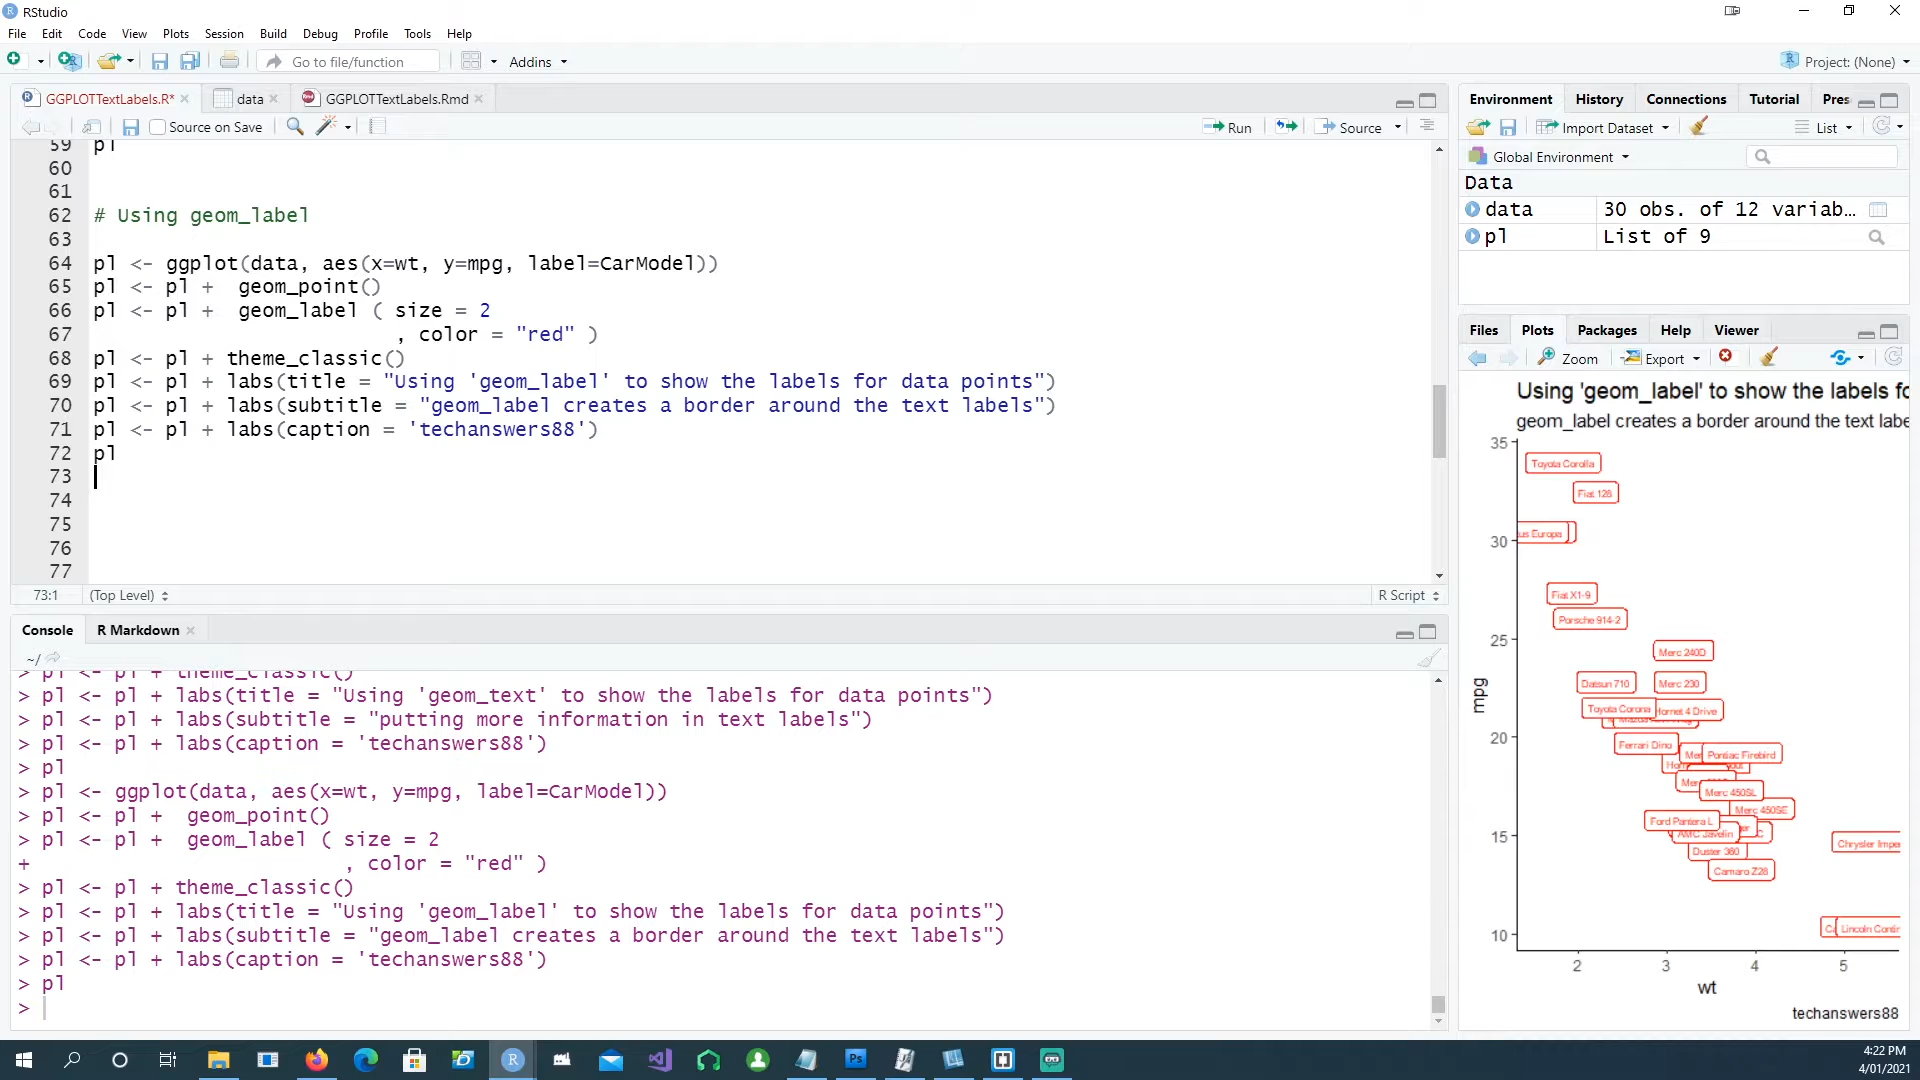 RStudio
File Edit Code View Plots Session Build Debug Profile Tools Help
Go to file/function Addins Project: (None)
GGPLOTTextLabels.R* data GGPLOTTextLabels.Rmd
Source on Save Run Source
59 pl
60
61
62 # Using geom_label
63
64 pl <- ggplot(data, aes(x=wt, y=mpg, label=CarModel))
65 pl <- pl +  geom_point()
66 pl <- pl +  geom_label ( size = 2
67 , color = "red" )
68 pl <- pl + theme_classic()
69 pl <- pl + labs(title = "Using 'geom_label' to show the labels for data points")
70 pl <- pl + labs(subtitle = "geom_label creates a border around the text labels")
71 pl <- pl + labs(caption = 'techanswers88')
72 pl
73
74
75
76
77
73:1 (Top Level) R Script
Console R Markdown
~/
> pl <- pl + theme_classic()
> pl <- pl + labs(title = "Using 'geom_text' to show the labels for data points")
> pl <- pl + labs(subtitle = "putting more information in text labels")
> pl <- pl + labs(caption = 'techanswers88')
> pl
> pl <- ggplot(data, aes(x=wt, y=mpg, label=CarModel))
> pl <- pl +  geom_point()
> pl <- pl +  geom_label ( size = 2
+ , color = "red" )
> pl <- pl + theme_classic()
> pl <- pl + labs(title = "Using 'geom_label' to show the labels for data points")
> pl <- pl + labs(subtitle = "geom_label creates a border around the text labels")
> pl <- pl + labs(caption = 'techanswers88')
> pl
>
Environment History Connections Tutorial Pres
Import Dataset List
Global Environment
Data
data 30 obs. of 12 variab…
pl List of 9
Files Plots Packages Help Viewer
Zoom Export
Using 'geom_label' to show the labels fo
geom_label creates a border around the text labe
35
Toyota Corolla
Fiat 128
30
us Europa
Fiat X1-9
Porsche 914-2
25
Merc 240D
Datsun 710 Merc 230
Toyota Corona Hornet 4 Drive
20
Ferrari Dino
Pontiac Firebird
Merc 450SL
Merc 450SE
Ford Pantera L
15
AMC Javelin
Chrysler Impe
Duster 360
Camaro Z28
Lincoln Contin
10
2 3 4 5
mpg
wt
techanswers88
4:22 PM
4/01/2021